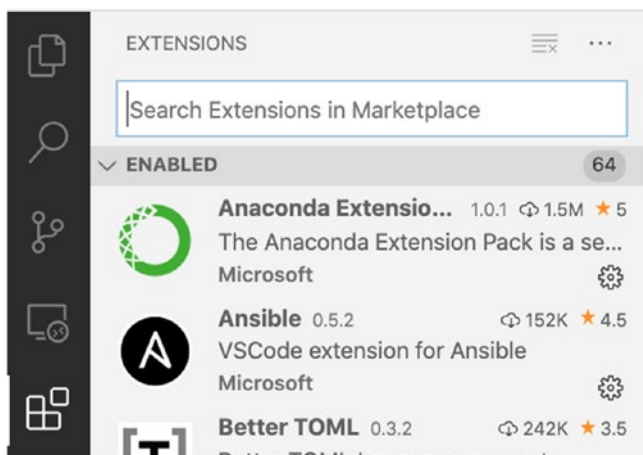 EXTENSIONS
Search Extensions in Marketplace
ENABLED 64
Anaconda Extensio... 1.0.1 1.5M 5
The Anaconda Extension Pack is a se...
Microsoft
Ansible 0.5.2 152K 4.5
VSCode extension for Ansible
Microsoft
Better TOML 0.3.2 242K 3.5